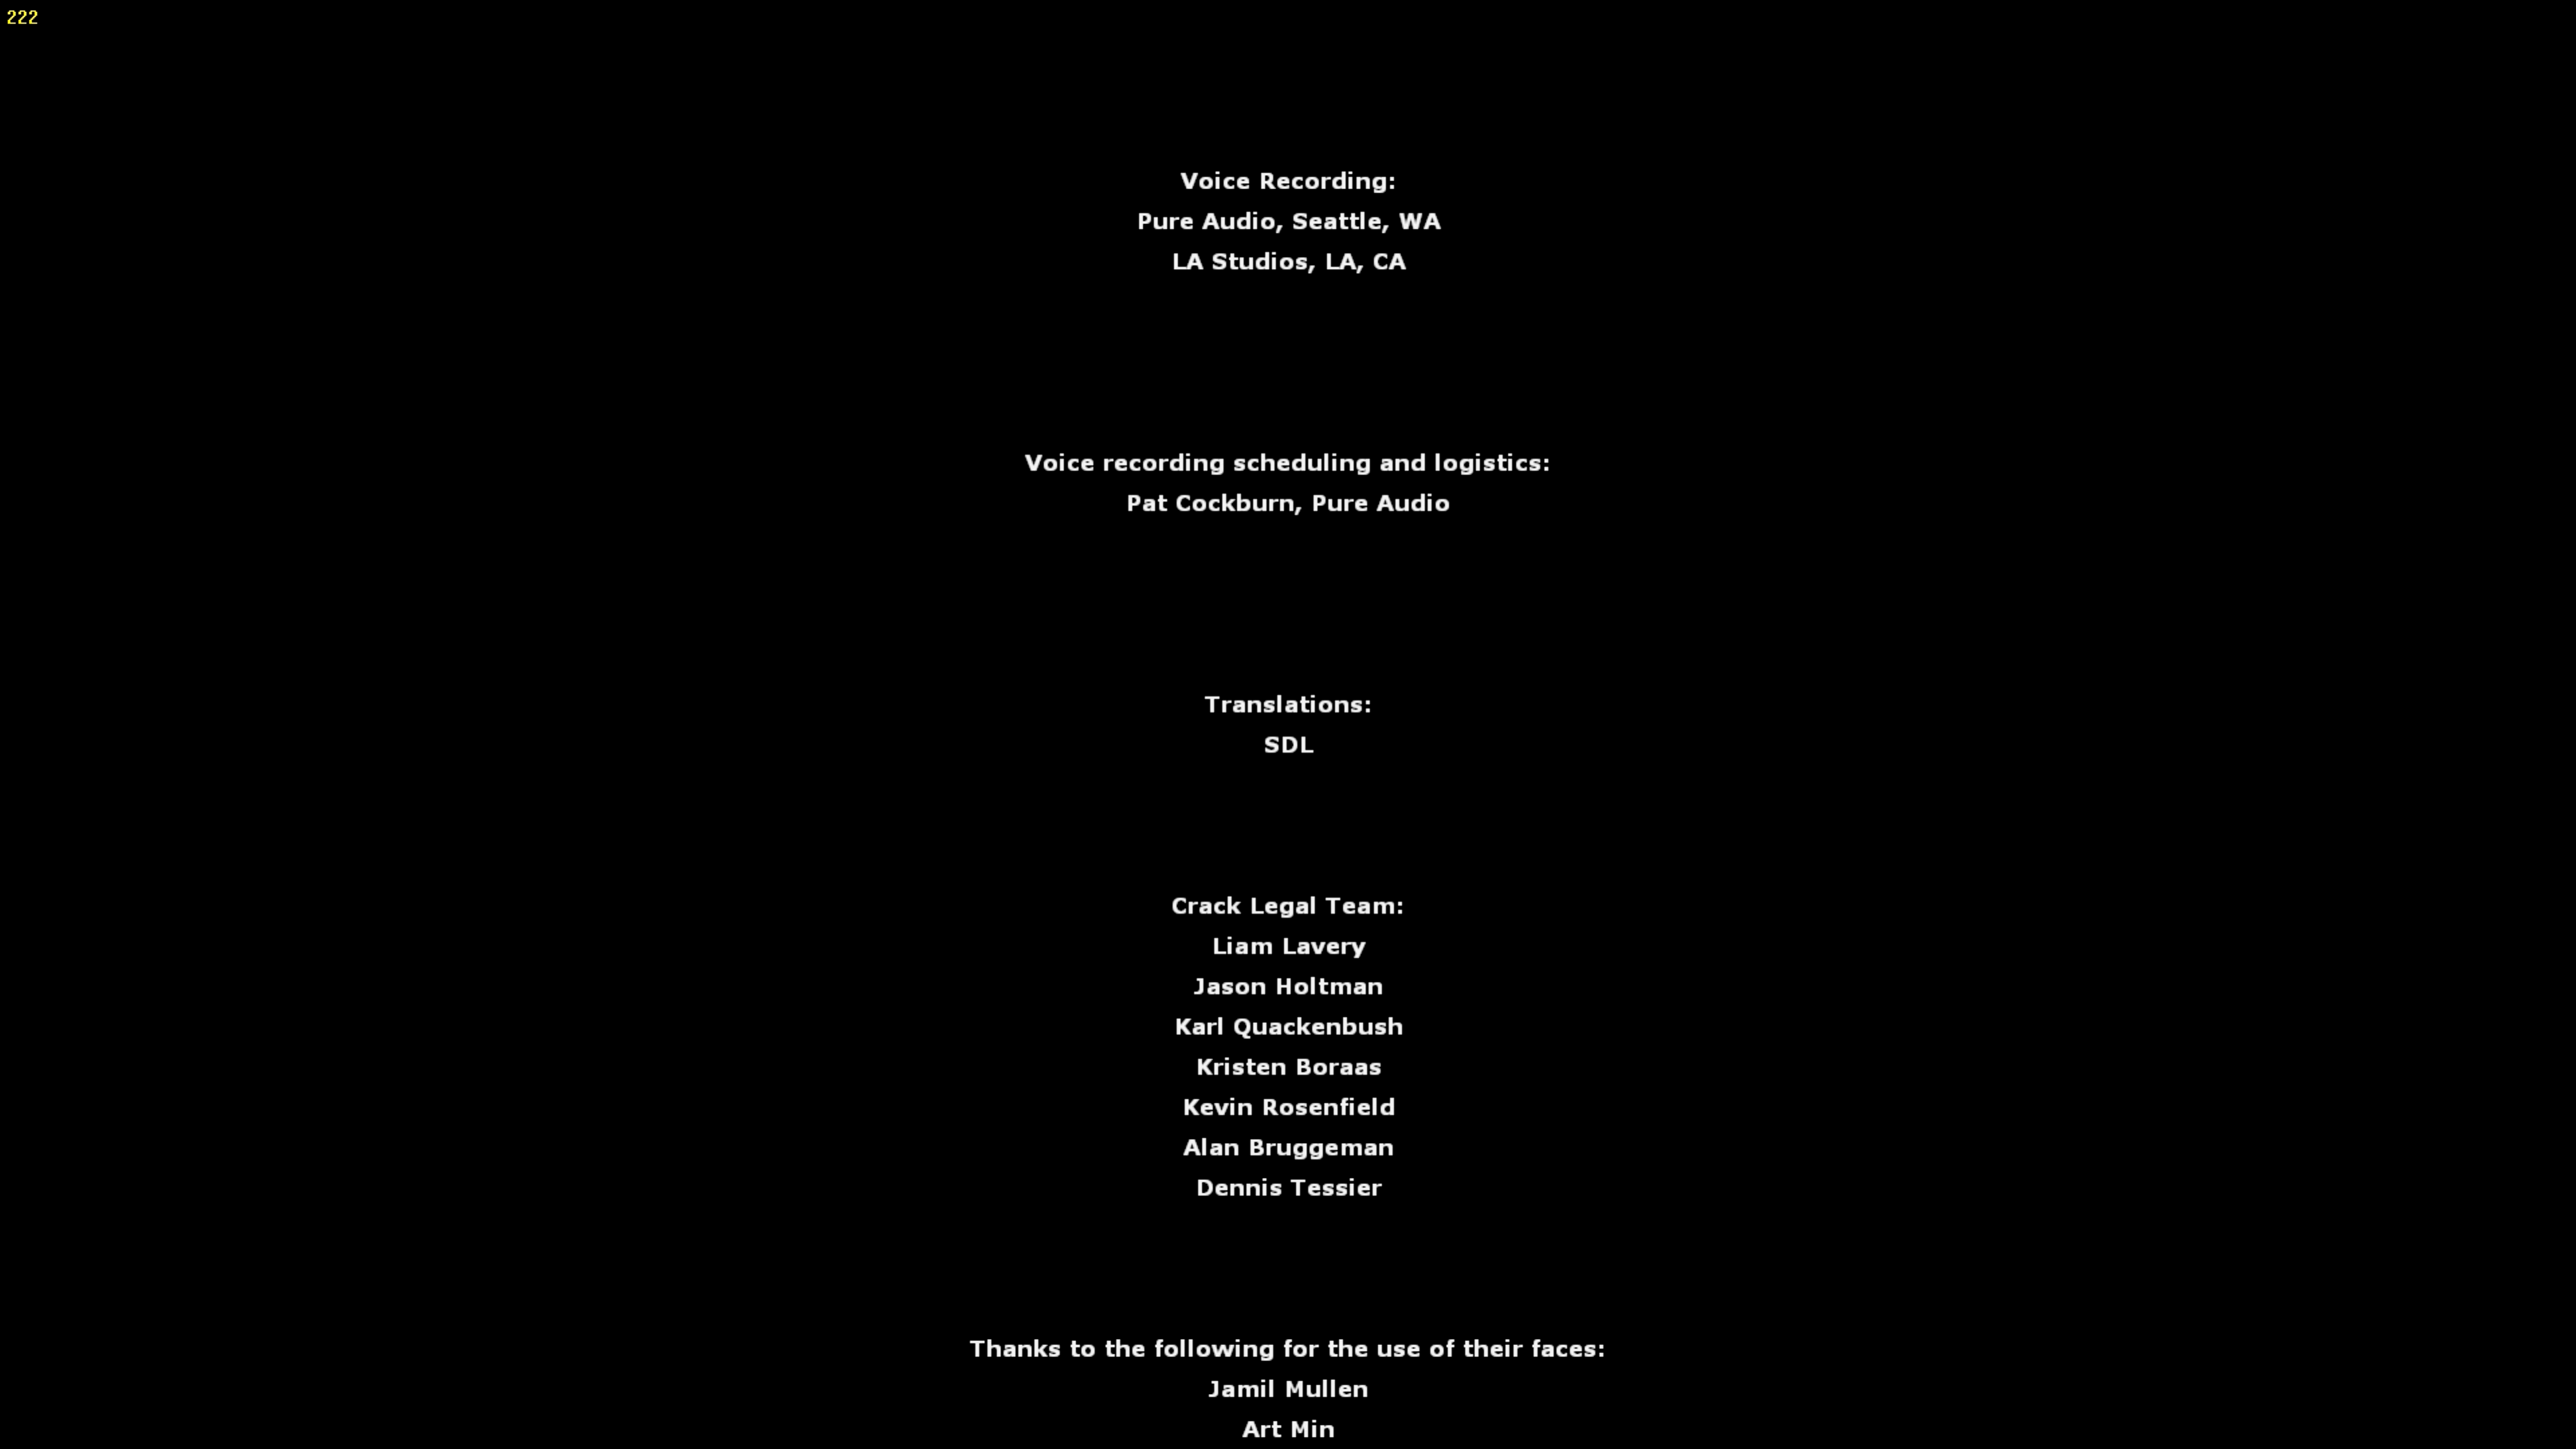 222
Voice Recording:
Pure Audio, Seattle, WA
LA Studios, LA, CA
Voice recording scheduling and logistics:
Pat Cockburn, Pure Audio
Translations:
SDL
Crack Legal Team:
Liam Lavery
Jason Holtman
Karl Quackenbush
Kristen Boraas
Kevin Rosenfield
Alan Bruggeman
Dennis Tessier
Thanks to the following for the use of their faces:
Jamil Mullen
Art Min